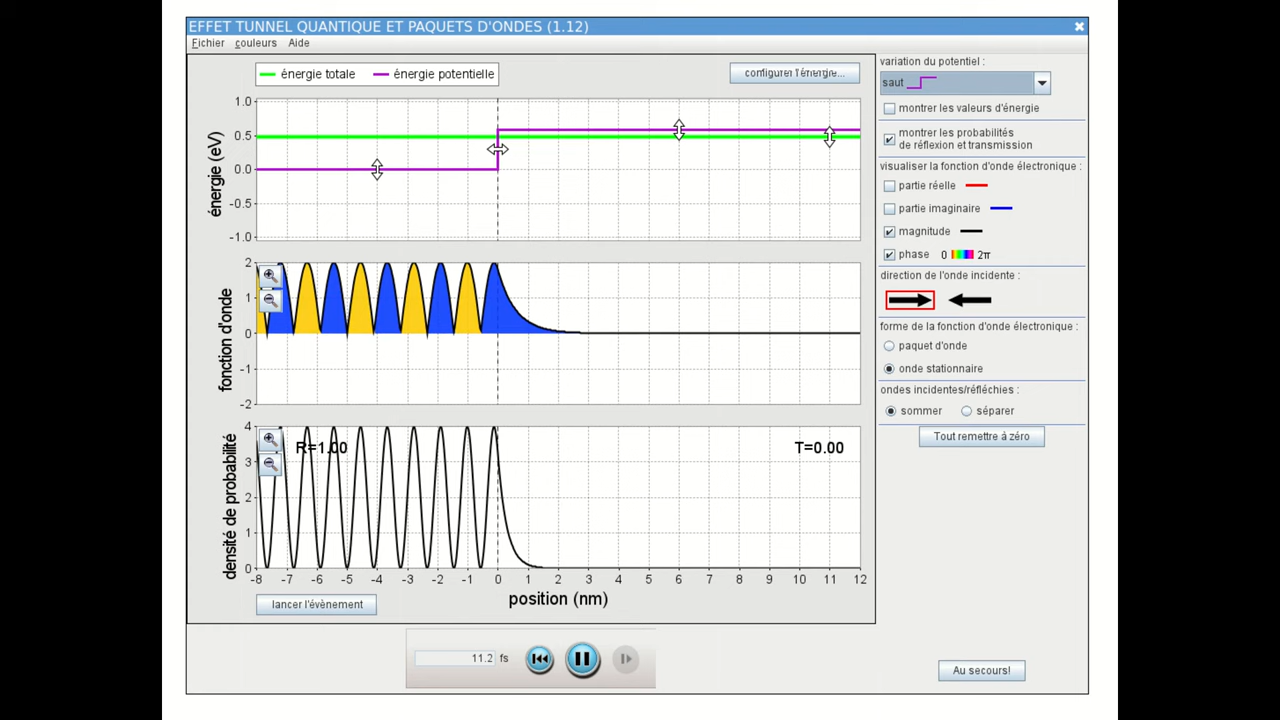 EFFET TUNNEL QUANTIQUE ET PAQUETS D'ONDES (1.12)
Fichier couleurs Aide
énergie totale énergie potentielle
configurer l'énergie...
énergie (eV)
1.0
0.5
0.0
-0.5
-1.0
fonction d'onde
2
1
0
-1
-2
densité de probabilité
4
3
2
1
0
R=1.00 T=0.00
-8 -7 -6 -5 -4 -3 -2 -1 0 1 2 3 4 5 6 7 8 9 10 11 12
position (nm)
lancer l'évènement
11.2 fs
variation du potentiel :
saut
montrer les valeurs d'énergie
montrer les probabilités
de réflexion et transmission
visualiser la fonction d'onde électronique :
partie réelle
partie imaginaire
magnitude
phase 0 2π
direction de l'onde incidente :
forme de la fonction d'onde électronique :
paquet d'onde
onde stationnaire
ondes incidentes/réfléchies :
sommer séparer
Tout remettre à zéro
Au secours!